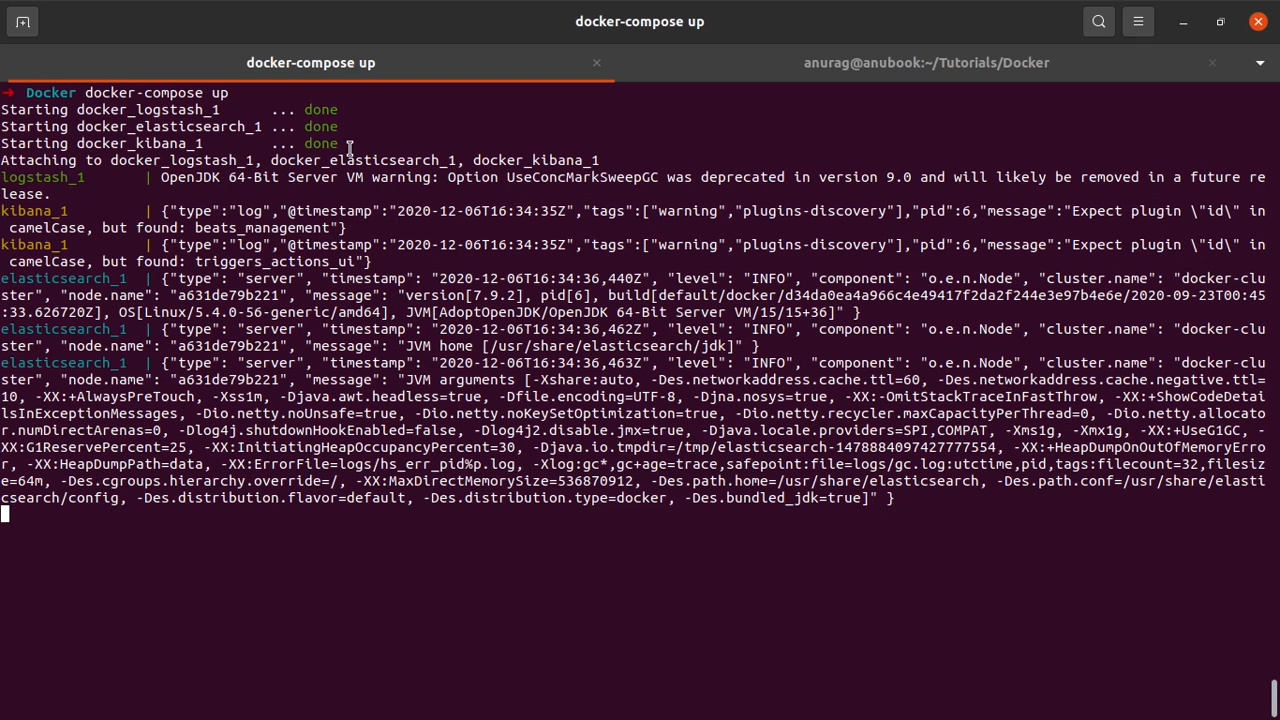 docker-compose up
docker-compose up
anurag@anubook:~/Tutorials/Docker
→ Docker docker-compose up
Starting docker_logstash_1      ... done
Starting docker_elasticsearch_1 ... done
Starting docker_kibana_1        ... done
Attaching to docker_logstash_1, docker_elasticsearch_1, docker_kibana_1
logstash_1       | OpenJDK 64-Bit Server VM warning: Option UseConcMarkSweepGC was deprecated in version 9.0 and will likely be removed in a future re
lease.
kibana_1         | {"type":"log","@timestamp":"2020-12-06T16:34:35Z","tags":["warning","plugins-discovery"],"pid":6,"message":"Expect plugin \"id\" in
 camelCase, but found: beats_management"}
kibana_1         | {"type":"log","@timestamp":"2020-12-06T16:34:35Z","tags":["warning","plugins-discovery"],"pid":6,"message":"Expect plugin \"id\" in
 camelCase, but found: triggers_actions_ui"}
elasticsearch_1  | {"type": "server", "timestamp": "2020-12-06T16:34:36,440Z", "level": "INFO", "component": "o.e.n.Node", "cluster.name": "docker-clu
ster", "node.name": "a631de79b221", "message": "version[7.9.2], pid[6], build[default/docker/d34da0ea4a966c4e49417f2da2f244e3e97b4e6e/2020-09-23T00:45
:33.626720Z], OS[Linux/5.4.0-56-generic/amd64], JVM[AdoptOpenJDK/OpenJDK 64-Bit Server VM/15/15+36]" }
elasticsearch_1  | {"type": "server", "timestamp": "2020-12-06T16:34:36,462Z", "level": "INFO", "component": "o.e.n.Node", "cluster.name": "docker-clu
ster", "node.name": "a631de79b221", "message": "JVM home [/usr/share/elasticsearch/jdk]" }
elasticsearch_1  | {"type": "server", "timestamp": "2020-12-06T16:34:36,463Z", "level": "INFO", "component": "o.e.n.Node", "cluster.name": "docker-clu
ster", "node.name": "a631de79b221", "message": "JVM arguments [-Xshare:auto, -Des.networkaddress.cache.ttl=60, -Des.networkaddress.cache.negative.ttl=
10, -XX:+AlwaysPreTouch, -Xss1m, -Djava.awt.headless=true, -Dfile.encoding=UTF-8, -Djna.nosys=true, -XX:-OmitStackTraceInFastThrow, -XX:+ShowCodeDetai
lsInExceptionMessages, -Dio.netty.noUnsafe=true, -Dio.netty.noKeySetOptimization=true, -Dio.netty.recycler.maxCapacityPerThread=0, -Dio.netty.allocato
r.numDirectArenas=0, -Dlog4j.shutdownHookEnabled=false, -Dlog4j2.disable.jmx=true, -Djava.locale.providers=SPI,COMPAT, -Xms1g, -Xmx1g, -XX:+UseG1GC, -
XX:G1ReservePercent=25, -XX:InitiatingHeapOccupancyPercent=30, -Djava.io.tmpdir=/tmp/elasticsearch-1478884097427777554, -XX:+HeapDumpOnOutOfMemoryErro
r, -XX:HeapDumpPath=data, -XX:ErrorFile=logs/hs_err_pid%p.log, -Xlog:gc*,gc+age=trace,safepoint:file=logs/gc.log:utctime,pid,tags:filecount=32,filesiz
e=64m, -Des.cgroups.hierarchy.override=/, -XX:MaxDirectMemorySize=536870912, -Des.path.home=/usr/share/elasticsearch, -Des.path.conf=/usr/share/elasti
csearch/config, -Des.distribution.flavor=default, -Des.distribution.type=docker, -Des.bundled_jdk=true]" }